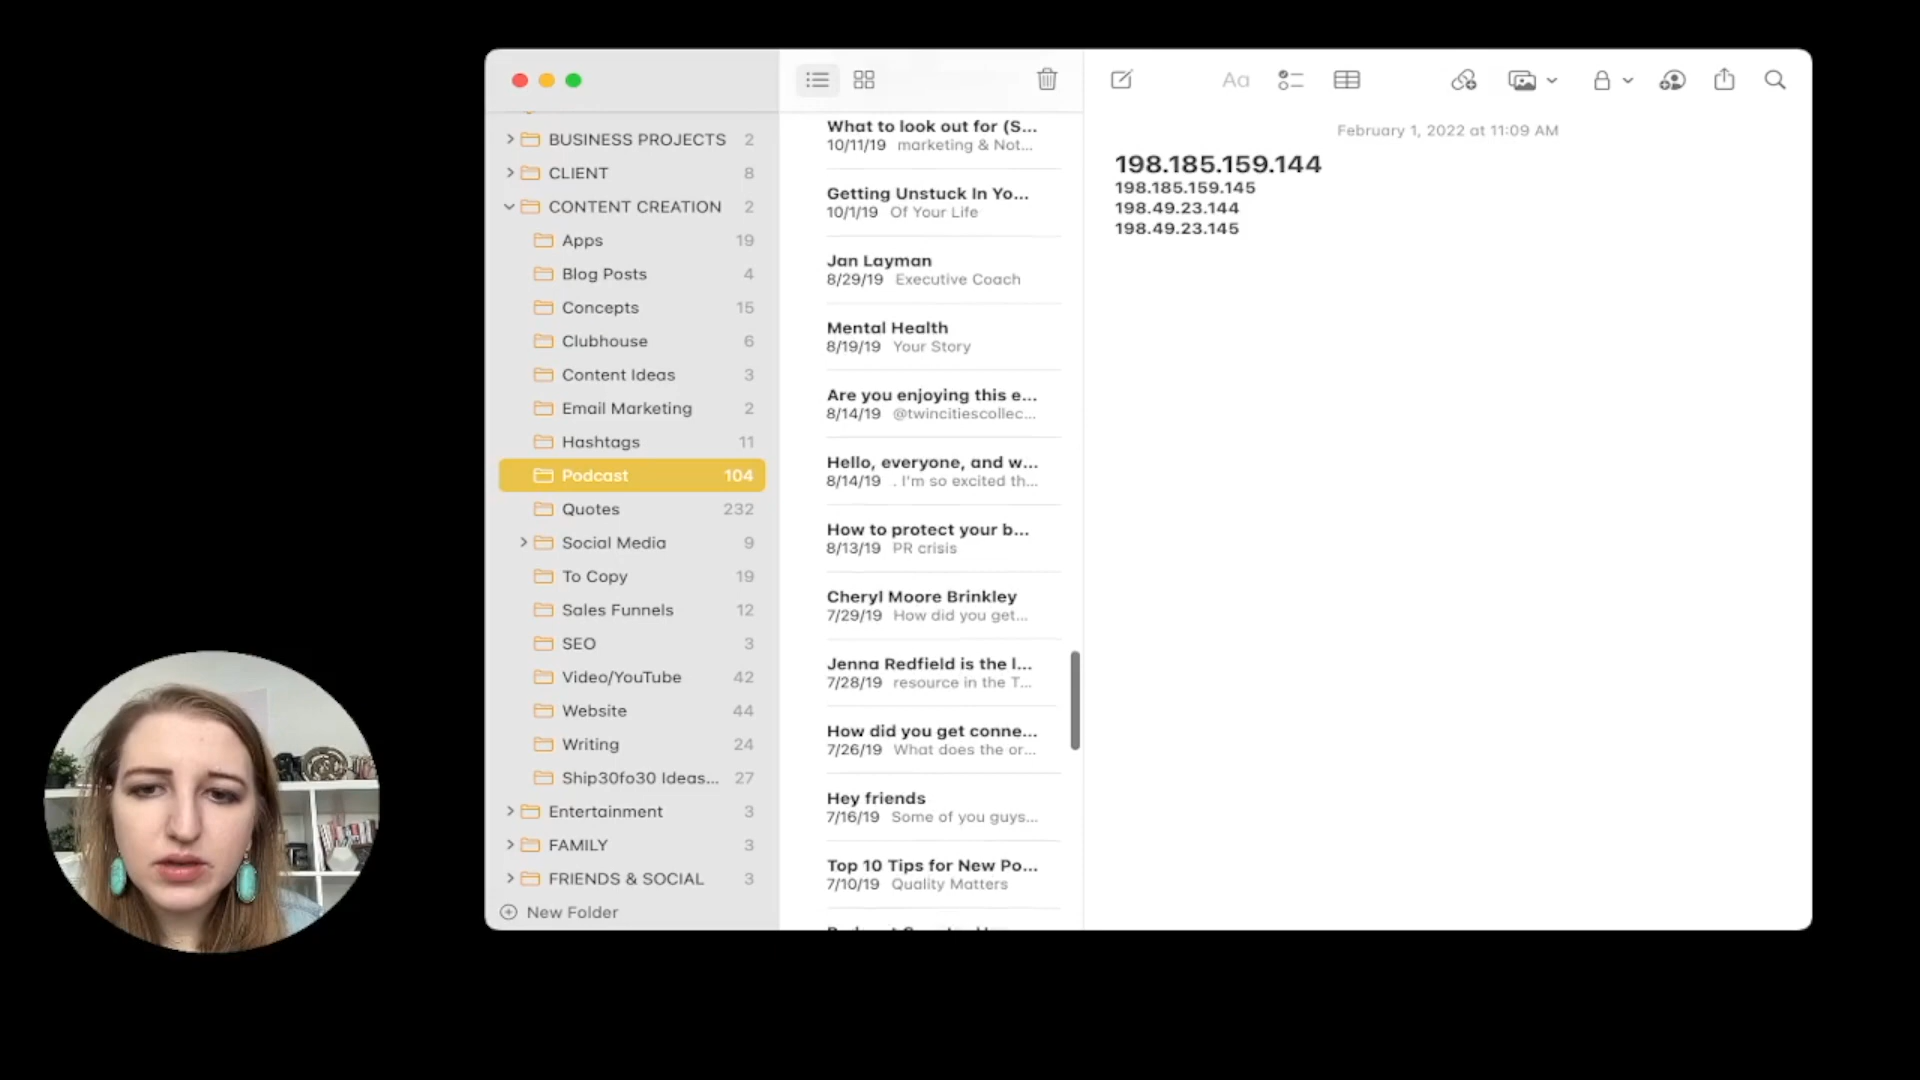 BUSINESS PROJECTS 2
CLIENT 8
CONTENT CREATION 2
Apps 19
Blog Posts 4
Concepts 15
Clubhouse 6
Content Ideas 3
Email Marketing 2
Hashtags 11
Podcast 104
Quotes 232
Social Media 9
To Copy 19
Sales Funnels 12
SEO 3
Video/YouTube 42
Website 44
Writing 24
Ship30fo30 Ideas... 27
Entertainment 3
FAMILY 3
FRIENDS & SOCIAL 3
New Folder
What to look out for (S...
10/11/19 marketing & Not...
Getting Unstuck In Yo...
10/1/19 Of Your Life
Jan Layman
8/29/19 Executive Coach
Mental Health
8/19/19 Your Story
Are you enjoying this e...
8/14/19 @twincitiescollec...
Hello, everyone, and w...
8/14/19 . I'm so excited th...
How to protect your b...
8/13/19 PR crisis
Cheryl Moore Brinkley
7/29/19 How did you get...
Jenna Redfield is the l...
7/28/19 resource in the T...
How did you get conne...
7/26/19 What does the or...
Hey friends
7/16/19 Some of you guys...
Top 10 Tips for New Po...
7/10/19 Quality Matters
Aa
February 1, 2022 at 11:09 AM
198.185.159.144
198.185.159.145
198.49.23.144
198.49.23.145